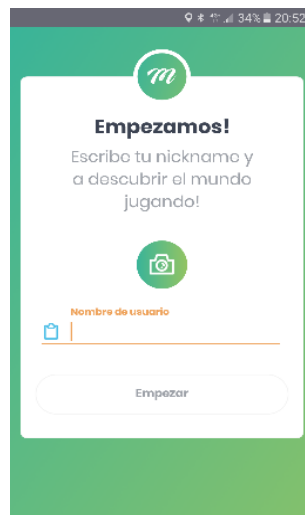 34% 20:52
m
Empezamos!
Escribe tu nickname y
a descubrir el mundo
jugando!
Nombre de usuario
Empezar